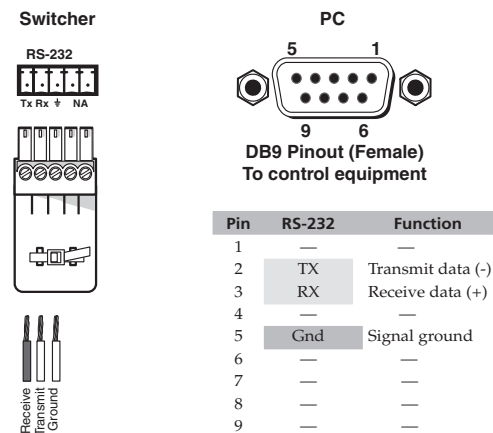 Switcher
RS-232
Tx Rx ⏚ NA
Receive
Transmit
Ground
PC
5 1
9 6
DB9 Pinout (Female)
To control equipment
Pin RS-232 Function
1 — —
2 TX Transmit data (-)
3 RX Receive data (+)
4 — —
5 Gnd Signal ground
6 — —
7 — —
8 — —
9 — —